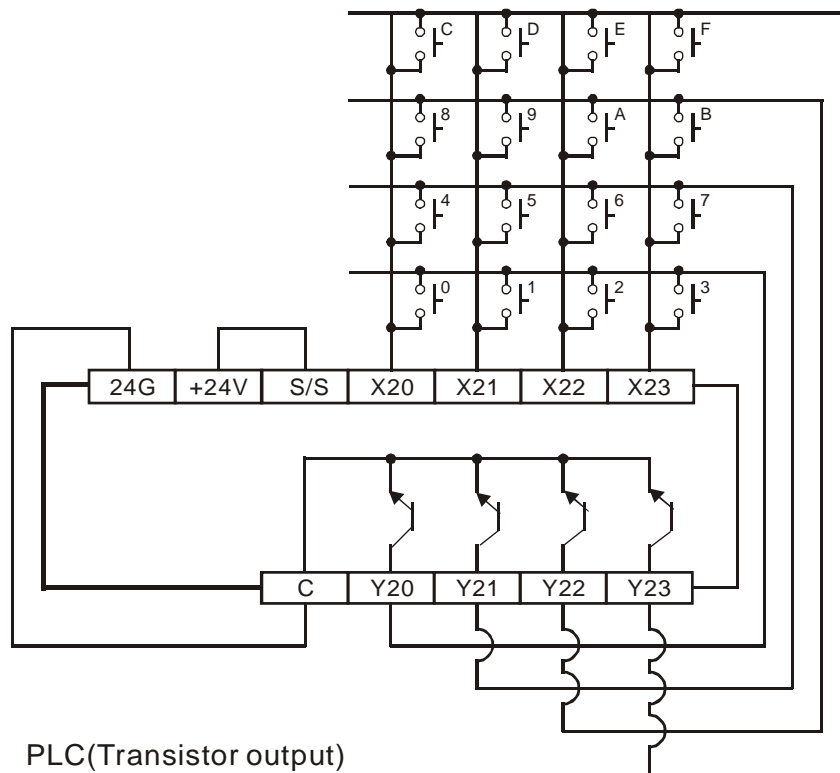 C D E F
8 9 A B
4 5 6 7
0 1 2 3
24G +24V S/S X20 X21 X22 X23
C Y20 Y21 Y22 Y23
PLC(Transistor output)